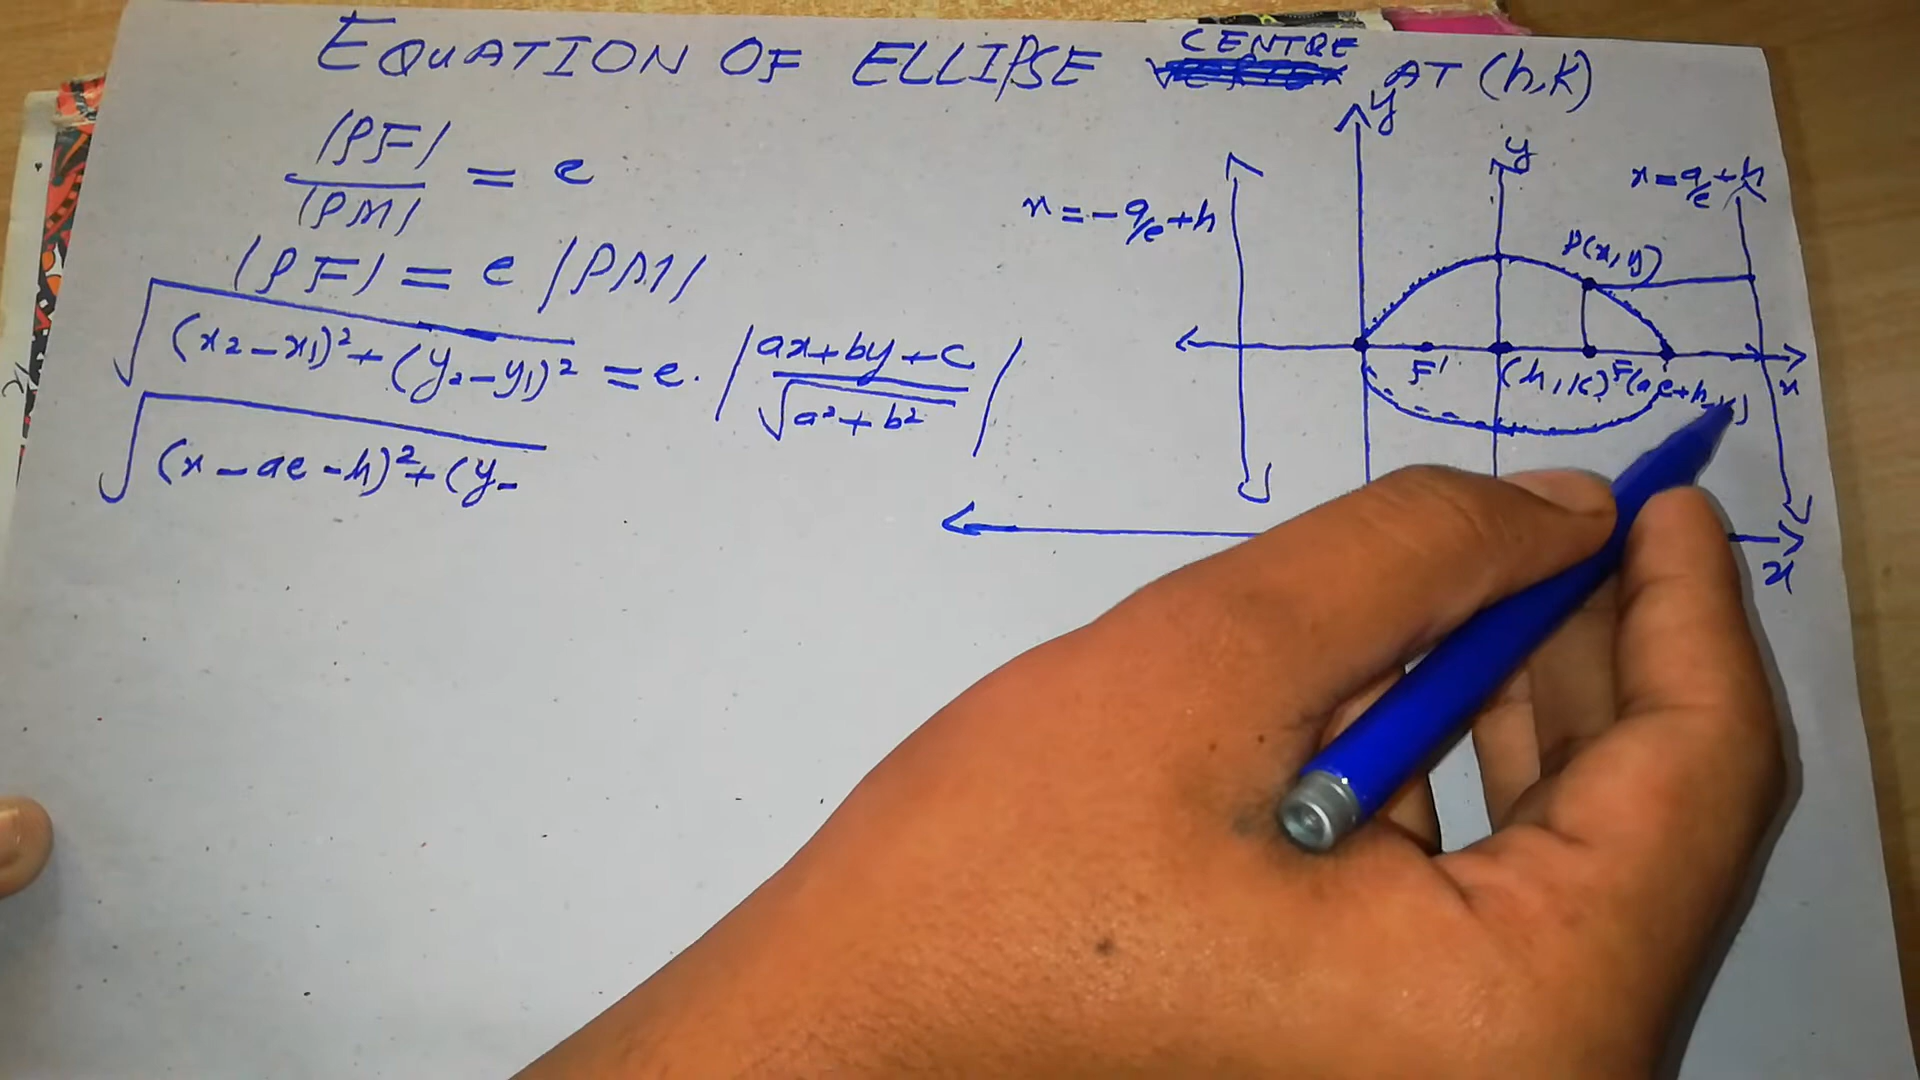 EQUATION OF ELLIPSE CENTRE AT (h,k)
|PF| / |PM| = e
|PF| = e |PM|
√(x₂-x₁)²+(y₂-y₁)² = e. |ax+by+c / √a²+b²|
√(x-ae-h)²+(y-
y
y
x=-a/e+h
x=a/e+h
P(x,y)
F'
(h,k)
F(ae+h
x
x